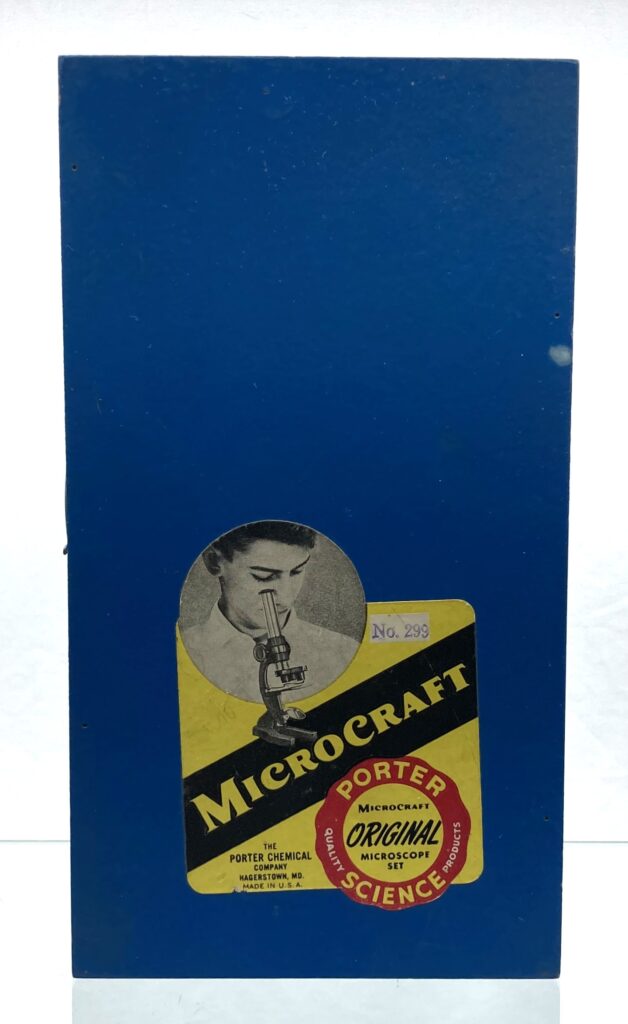 No. 299
MICROCRAFT
THE
PORTER CHEMICAL
COMPANY
HAGERSTOWN, MD.
MADE IN U.S.A.
PORTER
MICROCRAFT
ORIGINAL
MICROSCOPE
SET
QUALITY
SCIENCE
PRODUCTS